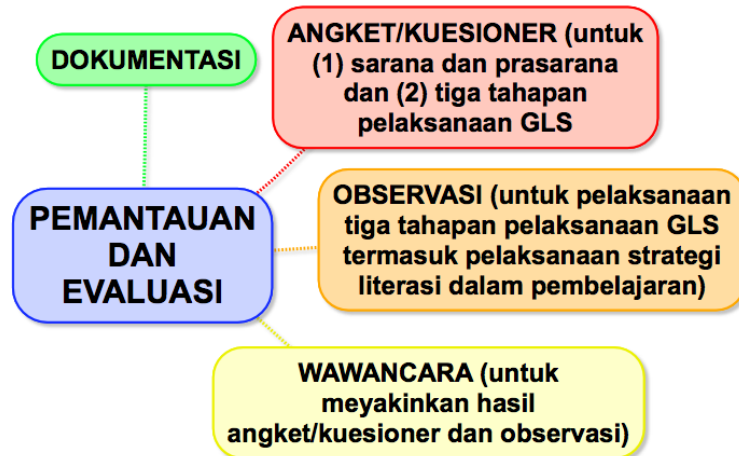 DOKUMENTASI
ANGKET/KUESIONER (untuk
(1) sarana dan prasarana
dan (2) tiga tahapan
pelaksanaan GLS
PEMANTAUAN
DAN
EVALUASI
OBSERVASI (untuk pelaksanaan
tiga tahapan pelaksanaan GLS
termasuk pelaksanaan strategi
literasi dalam pembelajaran)
WAWANCARA (untuk
meyakinkan hasil
angket/kuesioner dan observasi)